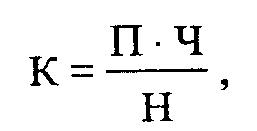 К = П · Ч / Н ,